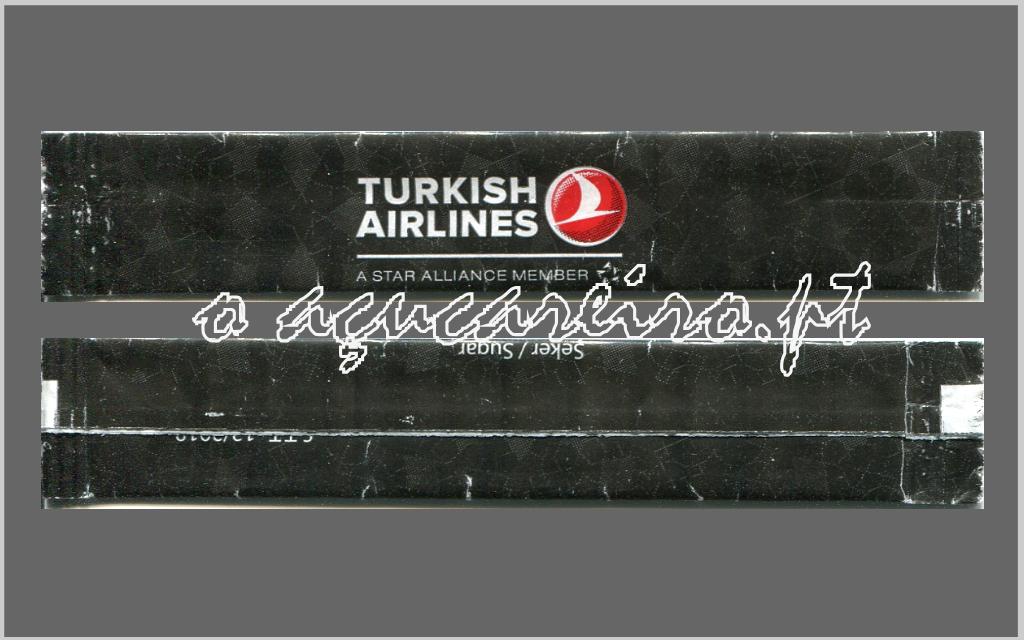 TURKISH
AIRLINES
A STAR ALLIANCE MEMBER
a açucareira.pt
Şeker / Sugar